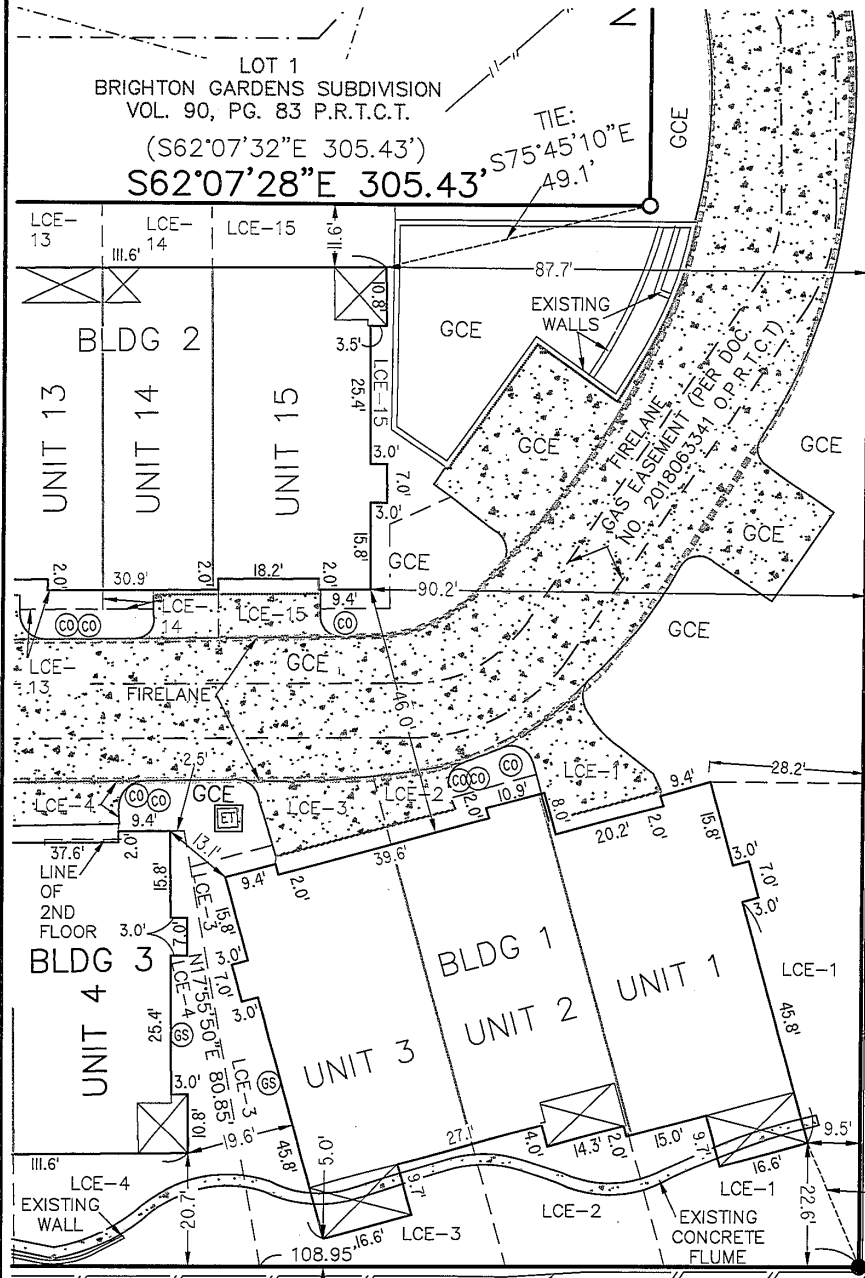 LOT 1
BRIGHTON GARDENS SUBDIVISION
VOL. 90, PG. 83 P.R.T.C.T.
(S62°07'32"E 305.43')
S62°07'28"E 305.43'
TIE:
S75°45'10"E
49.1'
GCE
LCE-
13
LCE-
14
LCE-15
11.6'
111.6'
87.7'
10.8'
EXISTING
WALLS
GCE
BLDG 2
3.5'
LCE-15
25.4'
UNIT 13
UNIT 14
UNIT 15
3.0'
7.0'
3.0'
15.8'
GCE
FIRELANE
GAS EASEMENT (PER DOC.
NO. 2018063341 O.P.R.T.C.T)
GCE
GCE
GCE
2.0'
30.9'
2.0'
18.2'
2.0'
9.4'
90.2'
LCE-
14
LCE-15
CO
CO
CO
GCE
LCE-
13
GCE
FIRELANE
46.0'
2.5'
LCE-4
CO
CO
GCE
ET
LCE-3
LCE-2
CO
CO
CO
LCE-1
28.2'
9.4'
9.4'
2.0'
37.6'
13.1'
9.4'
2.0'
39.6'
2.0'
10.9'
8.0'
20.2'
2.0'
15.8'
3.0'
7.0'
3.0'
LINE
OF
2ND
FLOOR
15.8'
3.0'
7.0'
LCE-3
15.8'
3.0'
7.0'
3.0'
BLDG 3
UNIT 4
LCE-4
N17°55'50"E 80.85'
25.4'
GS
LCE-3
GS
BLDG 1
UNIT 3
UNIT 2
UNIT 1
LCE-1
45.8'
3.0'
10.8'
19.6'
45.8'
5.0'
27.1'
4.0'
14.3'
2.0'
15.0'
9.7'
16.6'
9.5'
111.6'
LCE-4
EXISTING
WALL
20.7'
9.7'
16.6'
LCE-3
LCE-2
LCE-1
22.6'
EXISTING
CONCRETE
FLUME
108.95'